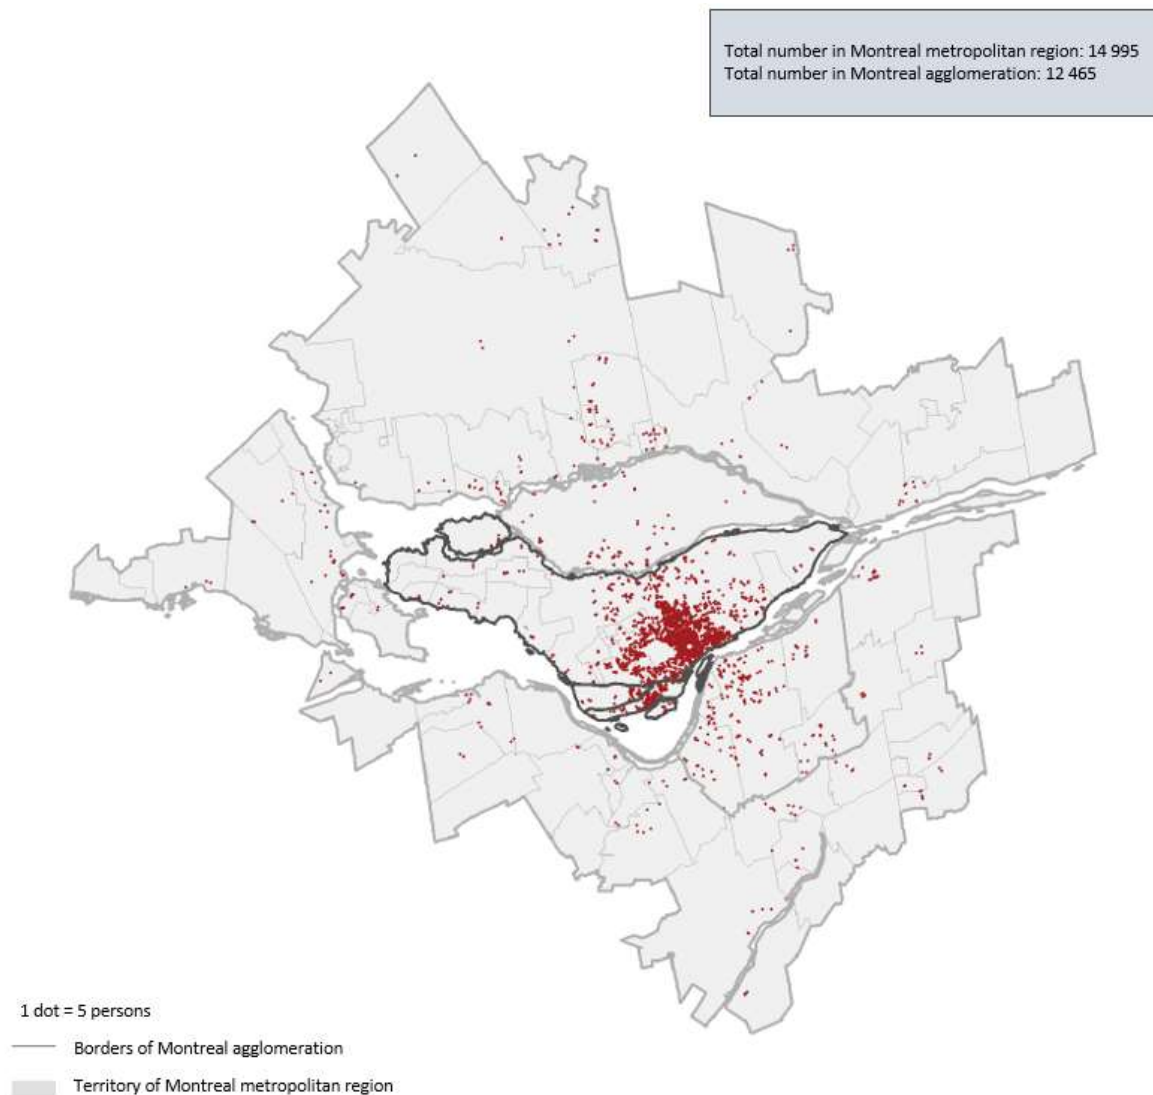 Total number in Montreal metropolitan region: 14 995
Total number in Montreal agglomeration: 12 465
1 dot = 5 persons
Borders of Montreal agglomeration
Territory of Montreal metropolitan region